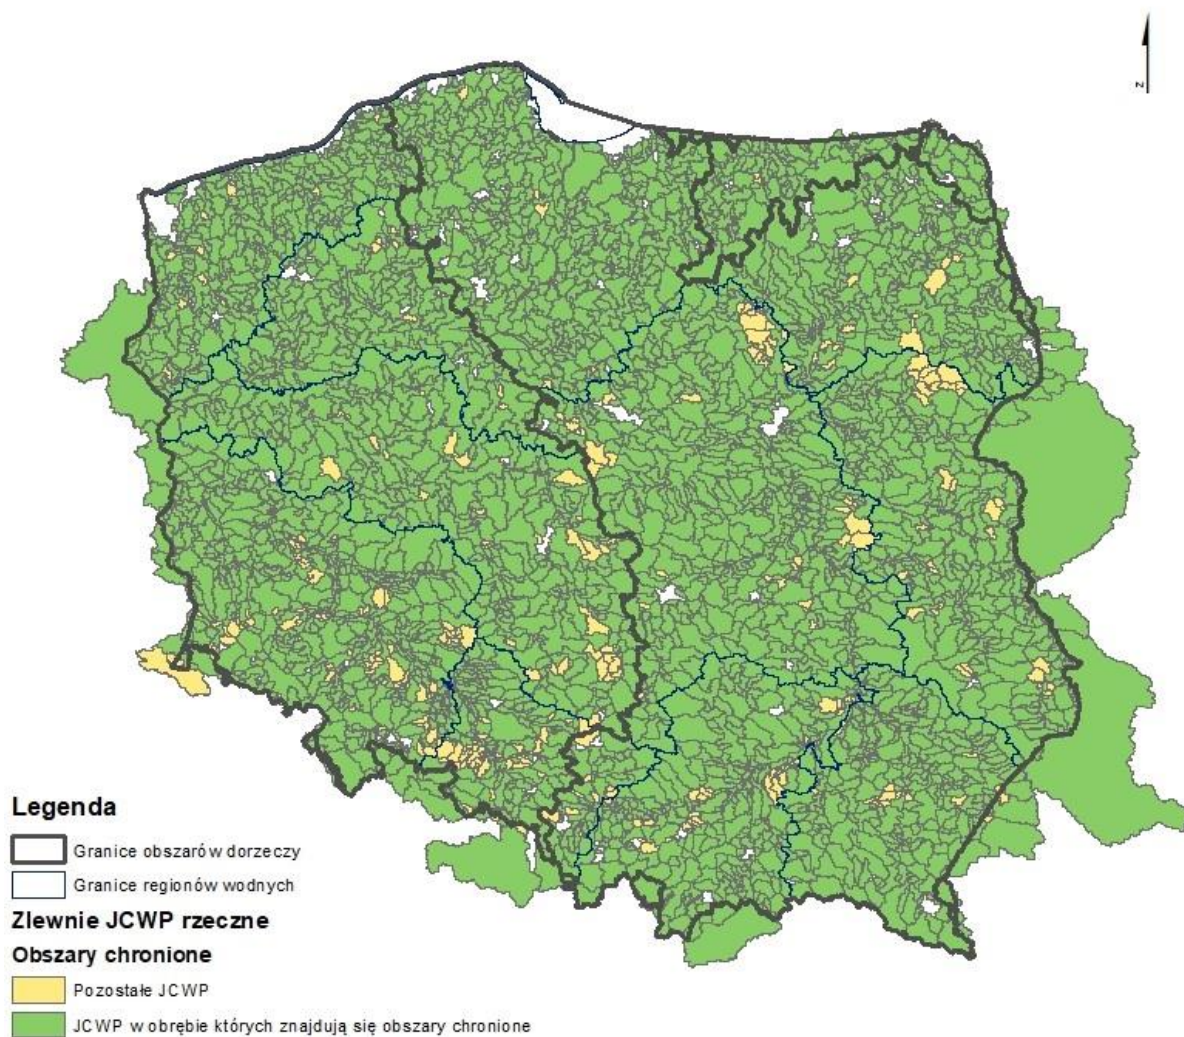 z
Legenda
Granice obszarów dorzeczy
Granice regionów wodnych
Zlewnie JCWP rzeczne
Obszary chronione
Pozostałe JCWP
JCWP w obrębie których znajdują się obszary chronione